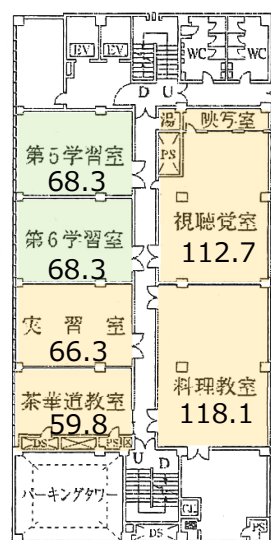 EV EV
WC WC
D U
湯 映写室
PS
第5学習室
68.3
視聴覚室
112.7
第6学習室
68.3
実習室
66.3
料理教室
118.1
茶華道教室
59.8
DS PS
U D
パーキングタワー
DS
PS